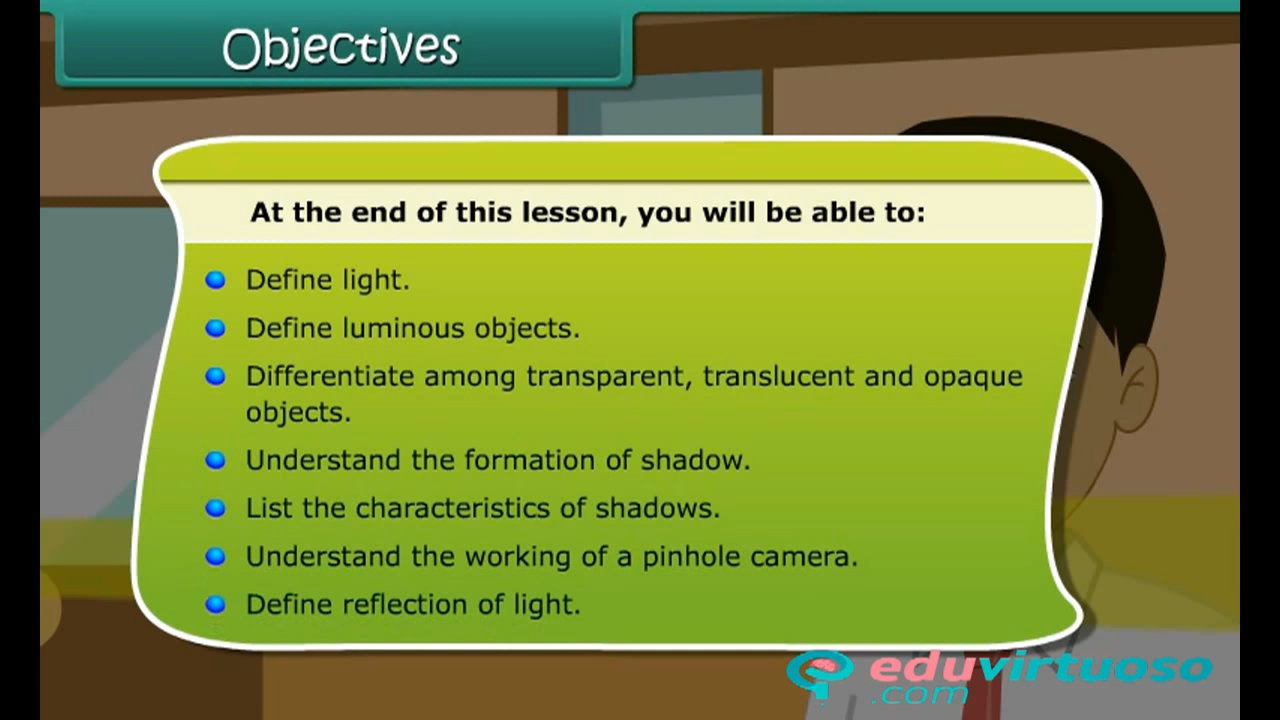 Objectives
At the end of this lesson, you will be able to:
Define light.
Define luminous objects.
Differentiate among transparent, translucent and opaque
objects.
Understand the formation of shadow.
List the characteristics of shadows.
Understand the working of a pinhole camera.
Define reflection of light.
eduvirtuoso
.com